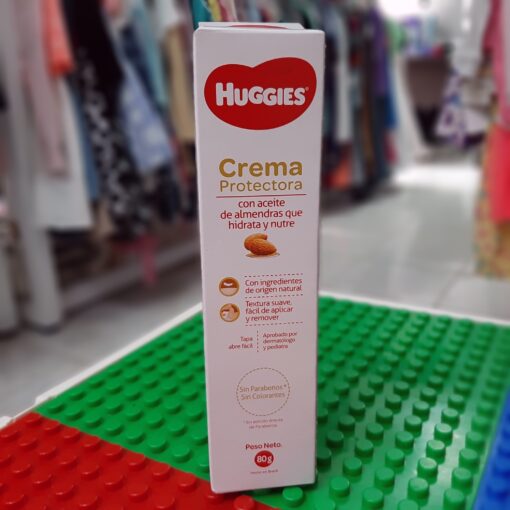 HUGGIES
Crema
Protectora
con aceite
de almendras que
hidrata y nutre
Con ingredientes
de origen natural
Textura suave,
fácil de aplicar
y remover
Tapa
abre fácil
Aprobado por
dermatólogo
y pediatra
Sin Parabenos*
Sin Colorantes
Peso Neto.
80g